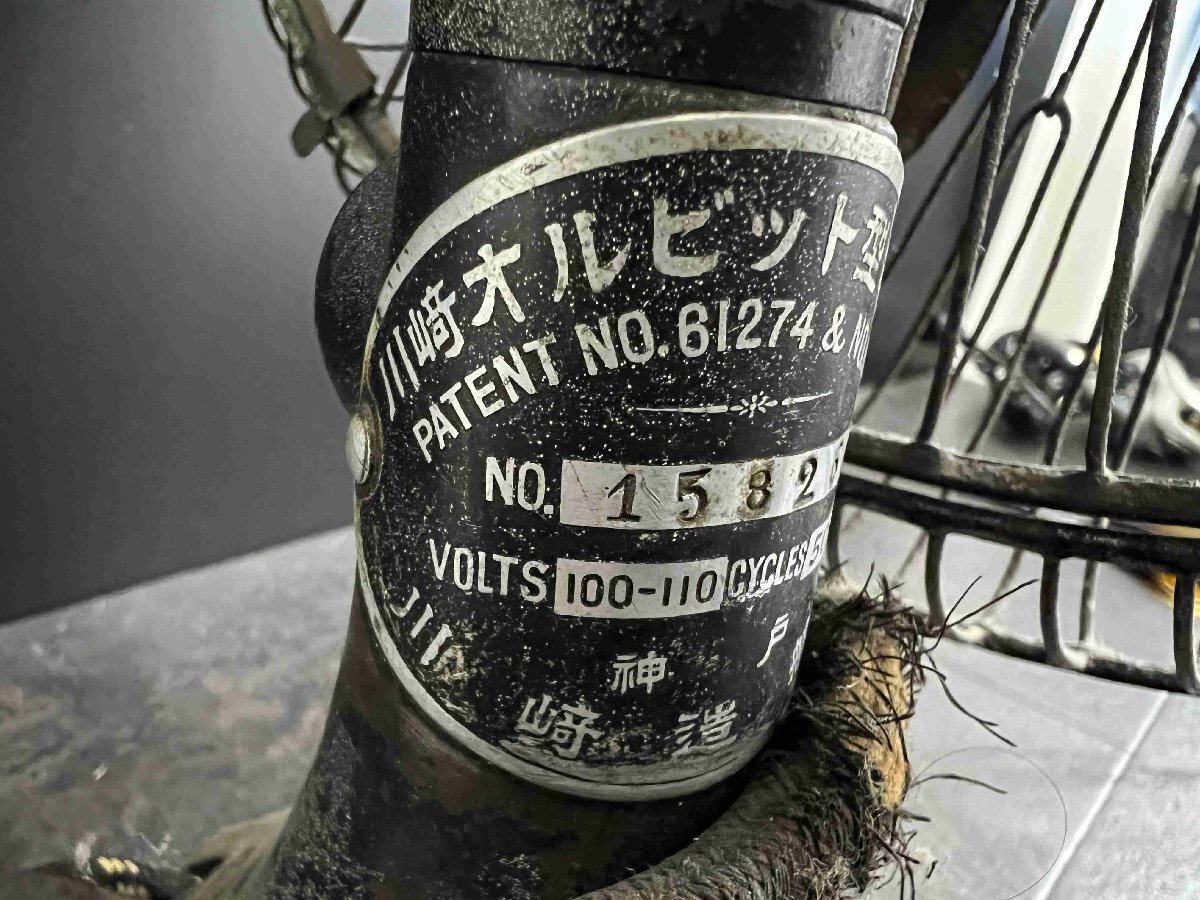 川崎オルビット型
PATENT NO. 61274 &
NO. 1582
VOLTS 100-110 CYCLES
神戸
川崎造